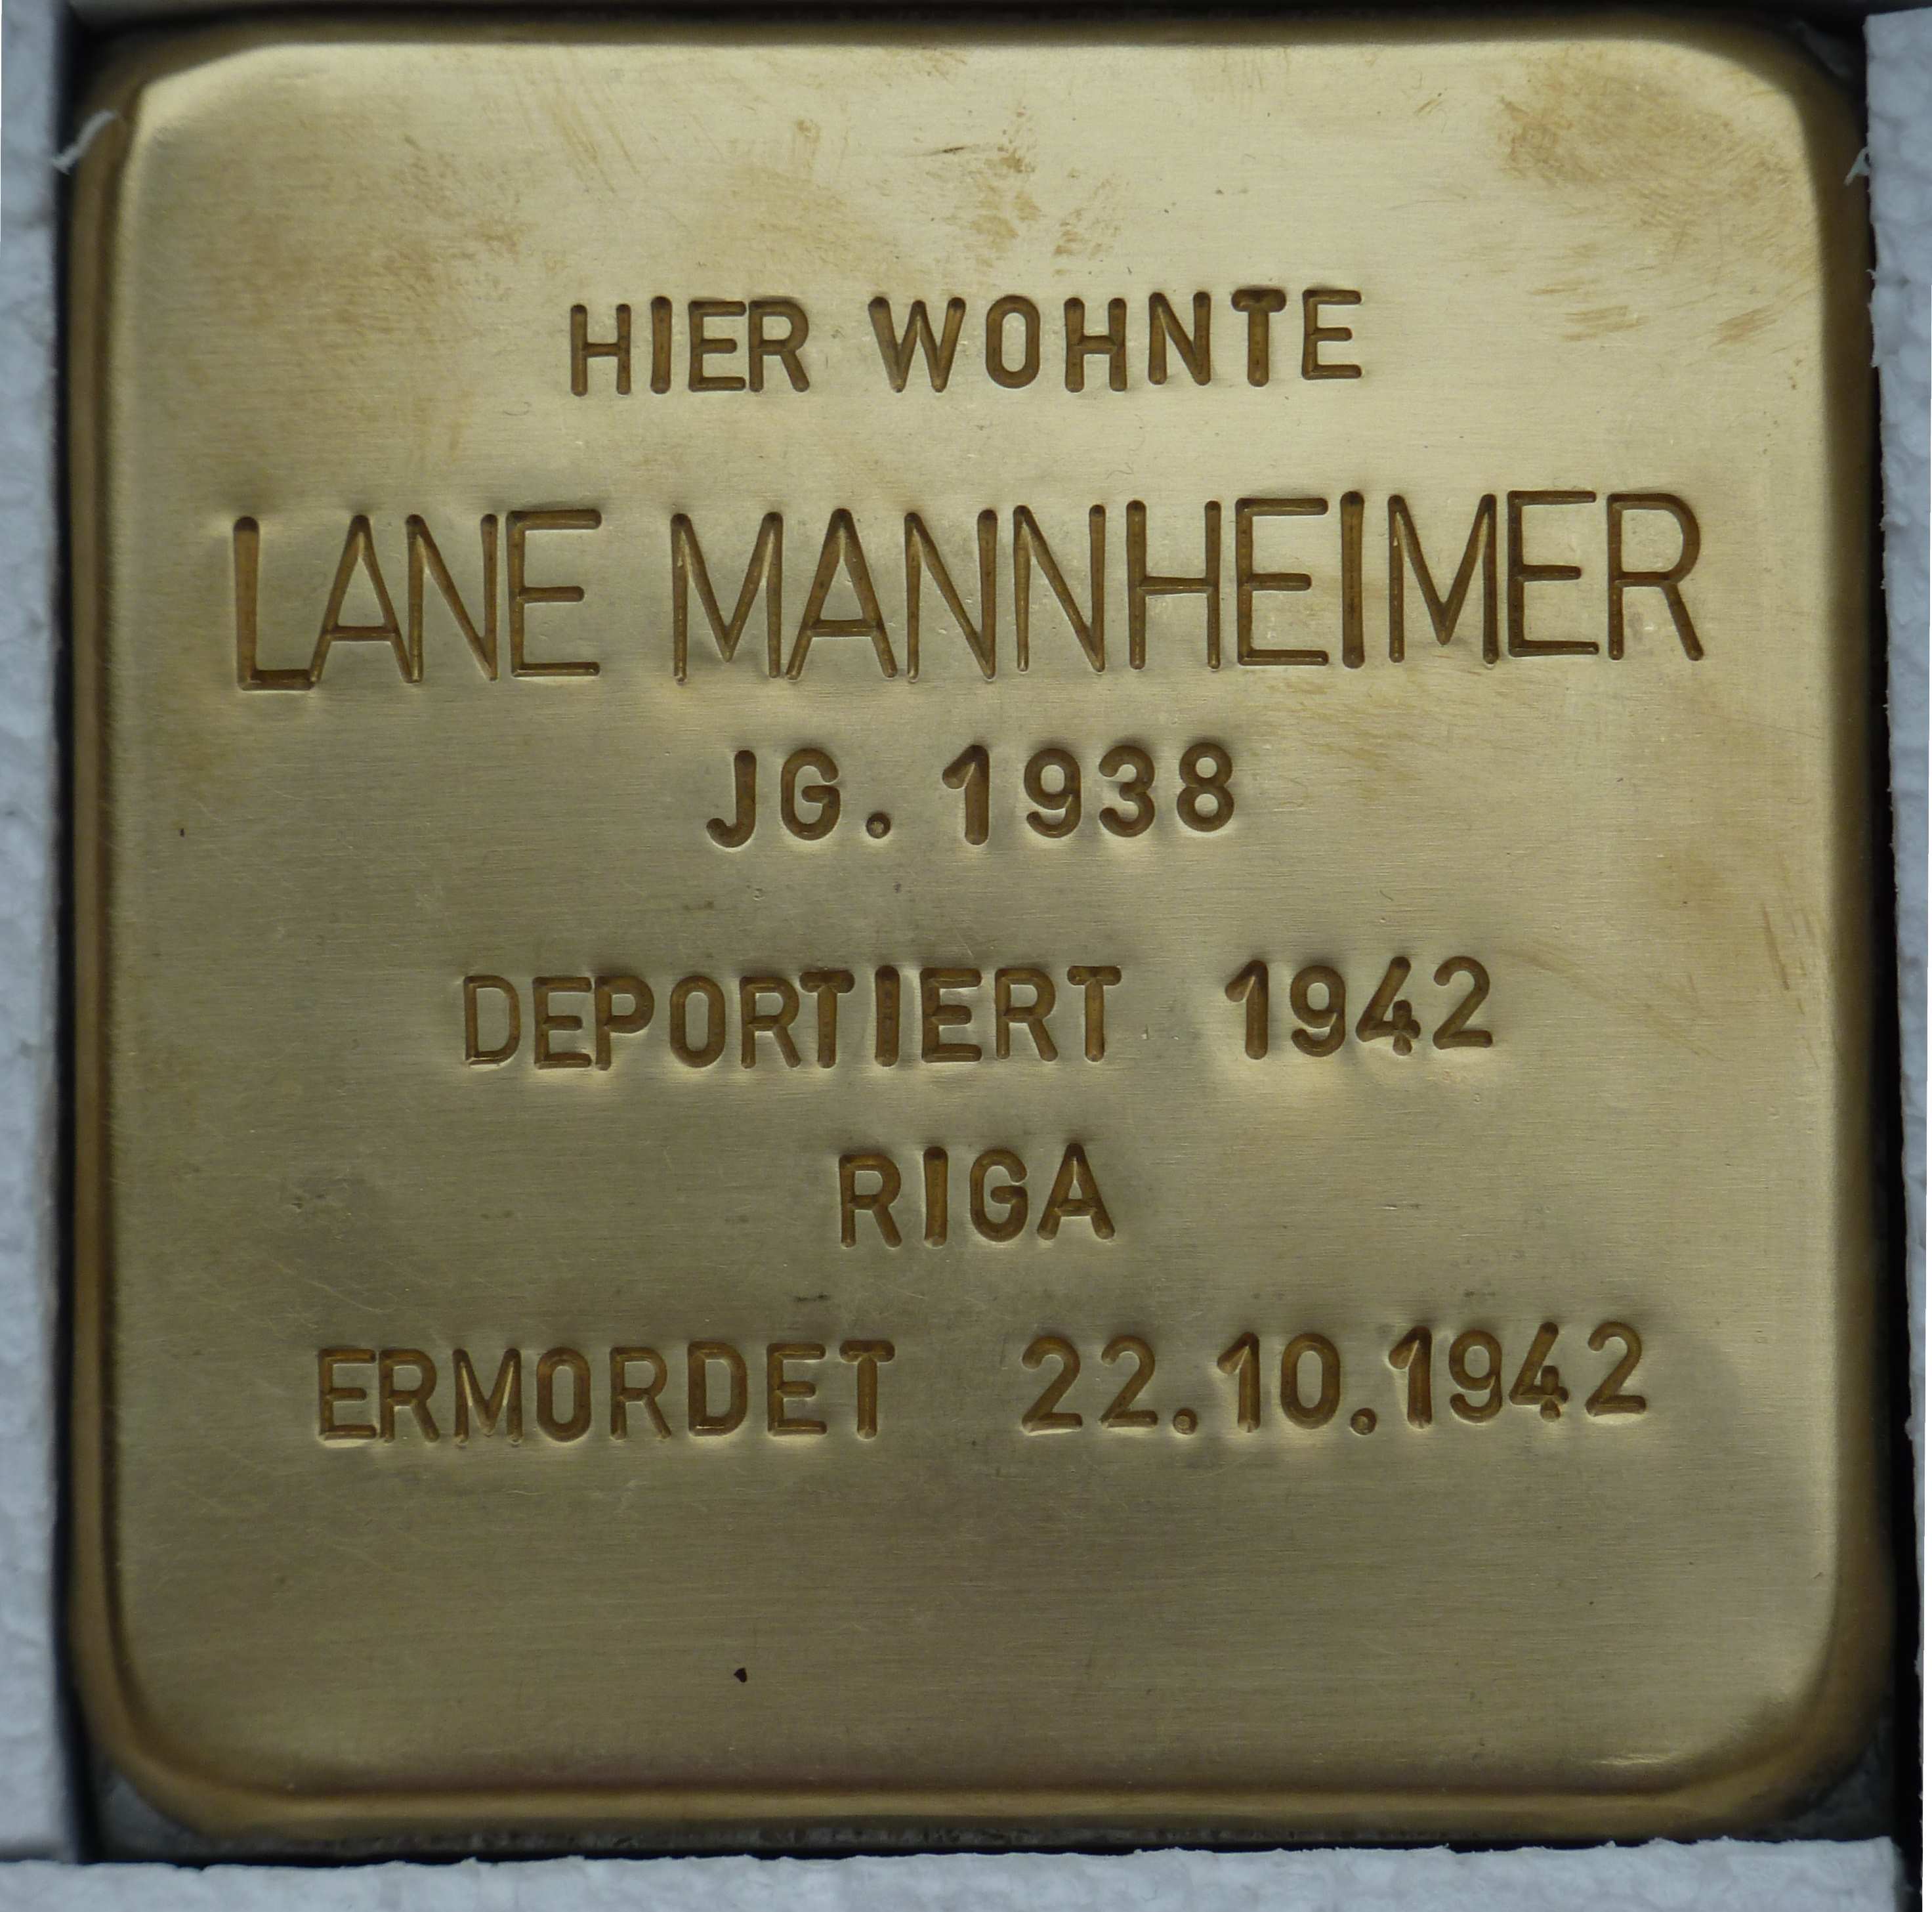 HIER WOHNTE
LANE MANNHEIMER
JG. 1938
DEPORTIERT 1942
RIGA
ERMORDET 22.10.1942